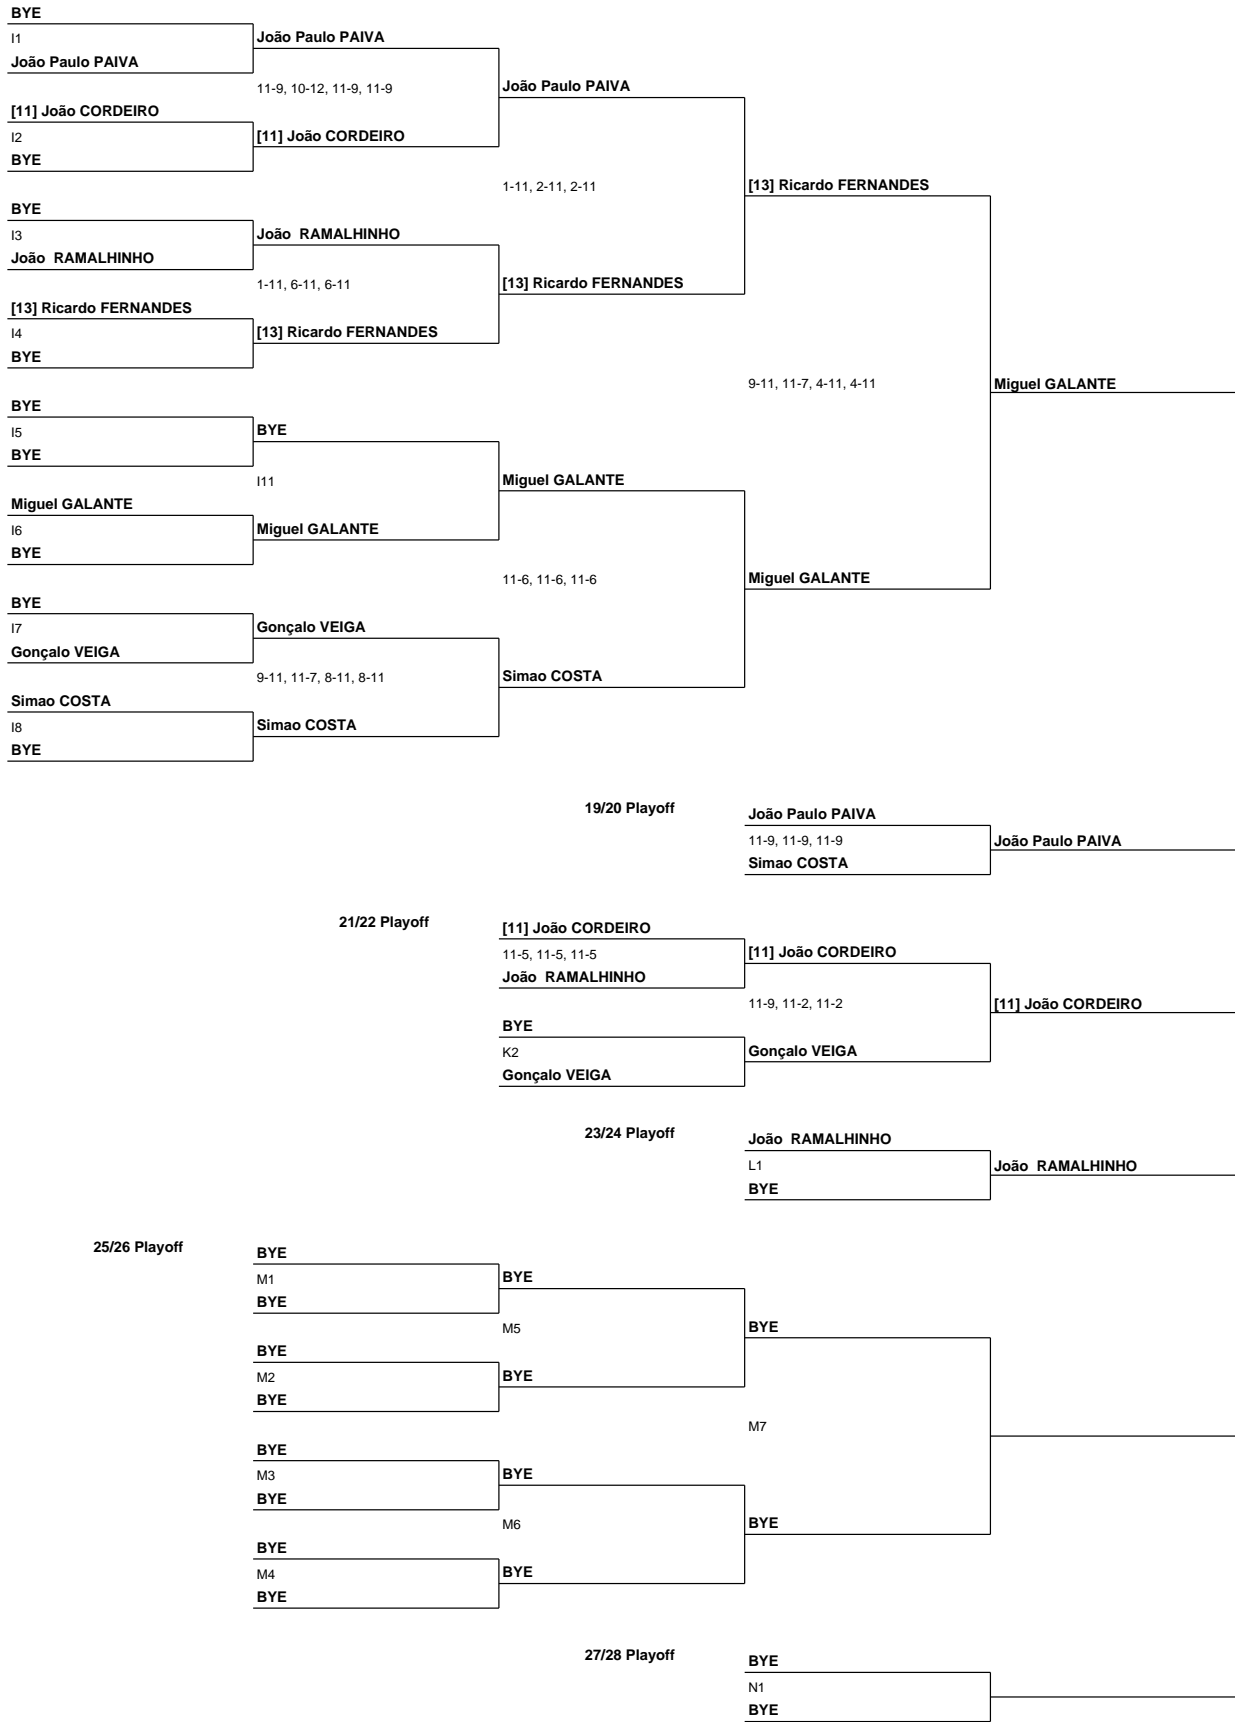 BYE
I1
João Paulo PAIVA
João Paulo PAIVA
11-9, 10-12, 11-9, 11-9
João Paulo PAIVA
[11] João CORDEIRO
I2
[11] João CORDEIRO
BYE
1-11, 2-11, 2-11
[13] Ricardo FERNANDES
BYE
I3
João  RAMALHINHO
João  RAMALHINHO
1-11, 6-11, 6-11
[13] Ricardo FERNANDES
[13] Ricardo FERNANDES
I4
[13] Ricardo FERNANDES
BYE
9-11, 11-7, 4-11, 4-11
Miguel GALANTE
BYE
I5
BYE
BYE
I11
Miguel GALANTE
Miguel GALANTE
I6
Miguel GALANTE
BYE
11-6, 11-6, 11-6
Miguel GALANTE
BYE
I7
Gonçalo VEIGA
Gonçalo VEIGA
9-11, 11-7, 8-11, 8-11
Simao COSTA
Simao COSTA
I8
Simao COSTA
BYE
19/20 Playoff
João Paulo PAIVA
11-9, 11-9, 11-9
João Paulo PAIVA
Simao COSTA
21/22 Playoff
[11] João CORDEIRO
11-5, 11-5, 11-5
[11] João CORDEIRO
João  RAMALHINHO
11-9, 11-2, 11-2
[11] João CORDEIRO
BYE
K2
Gonçalo VEIGA
Gonçalo VEIGA
23/24 Playoff
João  RAMALHINHO
L1
João  RAMALHINHO
BYE
25/26 Playoff
BYE
M1
BYE
BYE
M5
BYE
BYE
M2
BYE
BYE
M7
BYE
M3
BYE
BYE
M6
BYE
BYE
M4
BYE
BYE
27/28 Playoff
BYE
N1
BYE